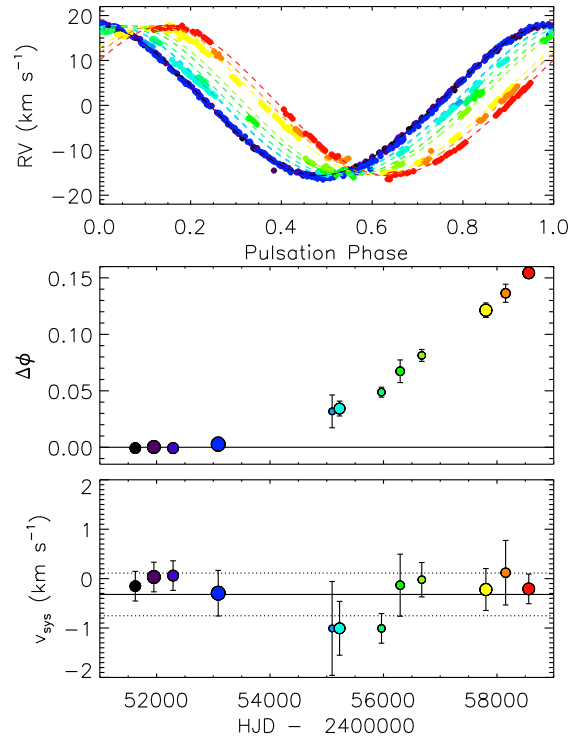 20
10
0
-10
-20
RV (km s⁻¹)
0.0 0.2 0.4 0.6 0.8 1.0
Pulsation Phase
0.15
0.10
0.05
0.00
Δϕ
2
1
0
-1
-2
v_sys (km s⁻¹)
52000 54000 56000 58000
HJD - 2400000